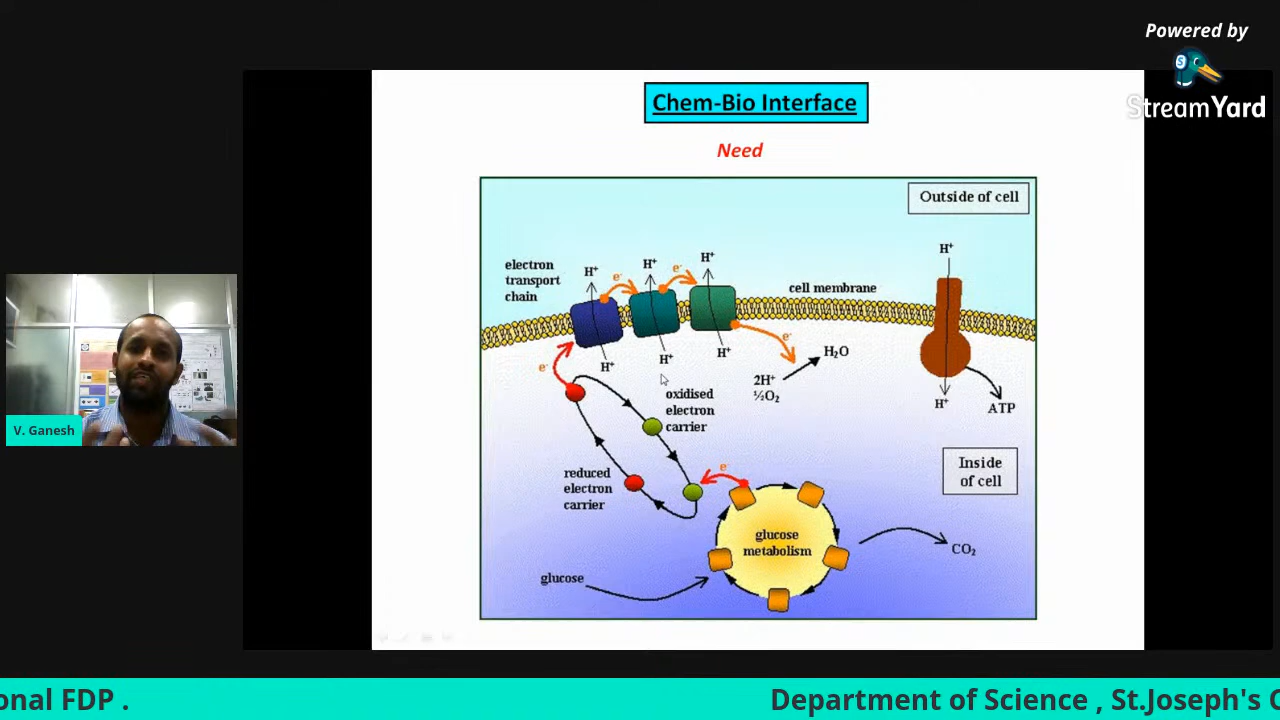 Powered by
S
StreamYard
Chem-Bio Interface
Need
Outside of cell
electron
transport
chain
H⁺
e⁻
H⁺
e⁻
H⁺
H⁺
cell membrane
e⁻
H₂O
e⁻
H⁺
H⁺
H⁺
2H⁺
½O₂
H⁺
ATP
oxidised
electron
carrier
reduced
electron
carrier
e⁻
Inside
of cell
glucose
metabolism
CO₂
glucose
V. Ganesh
onal FDP .
Department of Science , St.Joseph's